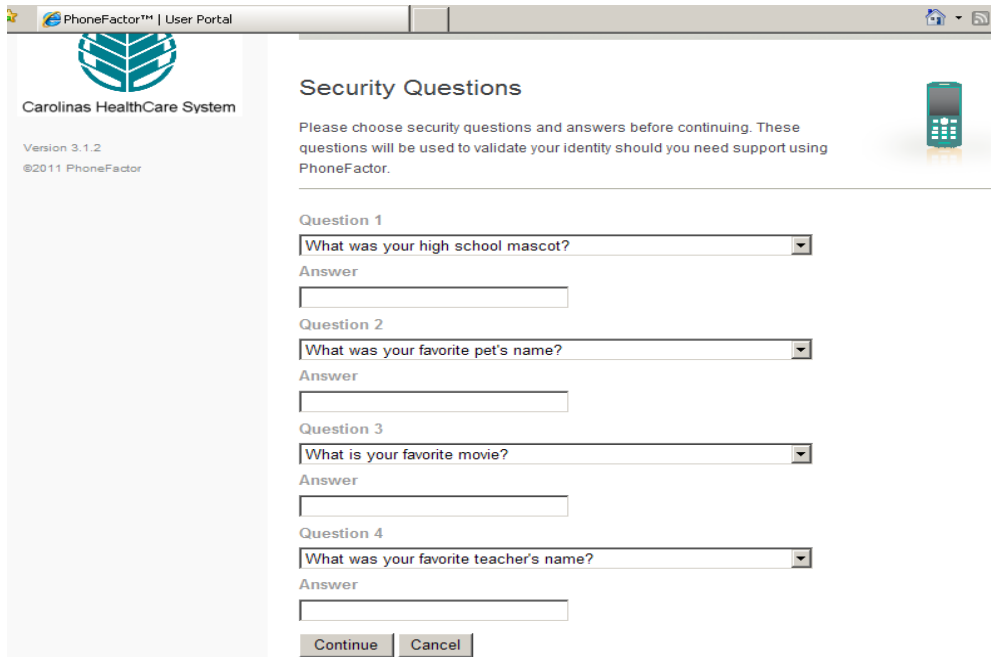 PhoneFactor™ | User Portal
Carolinas HealthCare System
Version 3.1.2
©2011 PhoneFactor
Security Questions
Please choose security questions and answers before continuing. These
questions will be used to validate your identity should you need support using
PhoneFactor.
Question 1
What was your high school mascot?
Answer
Question 2
What was your favorite pet's name?
Answer
Question 3
What is your favorite movie?
Answer
Question 4
What was your favorite teacher's name?
Answer
Continue Cancel